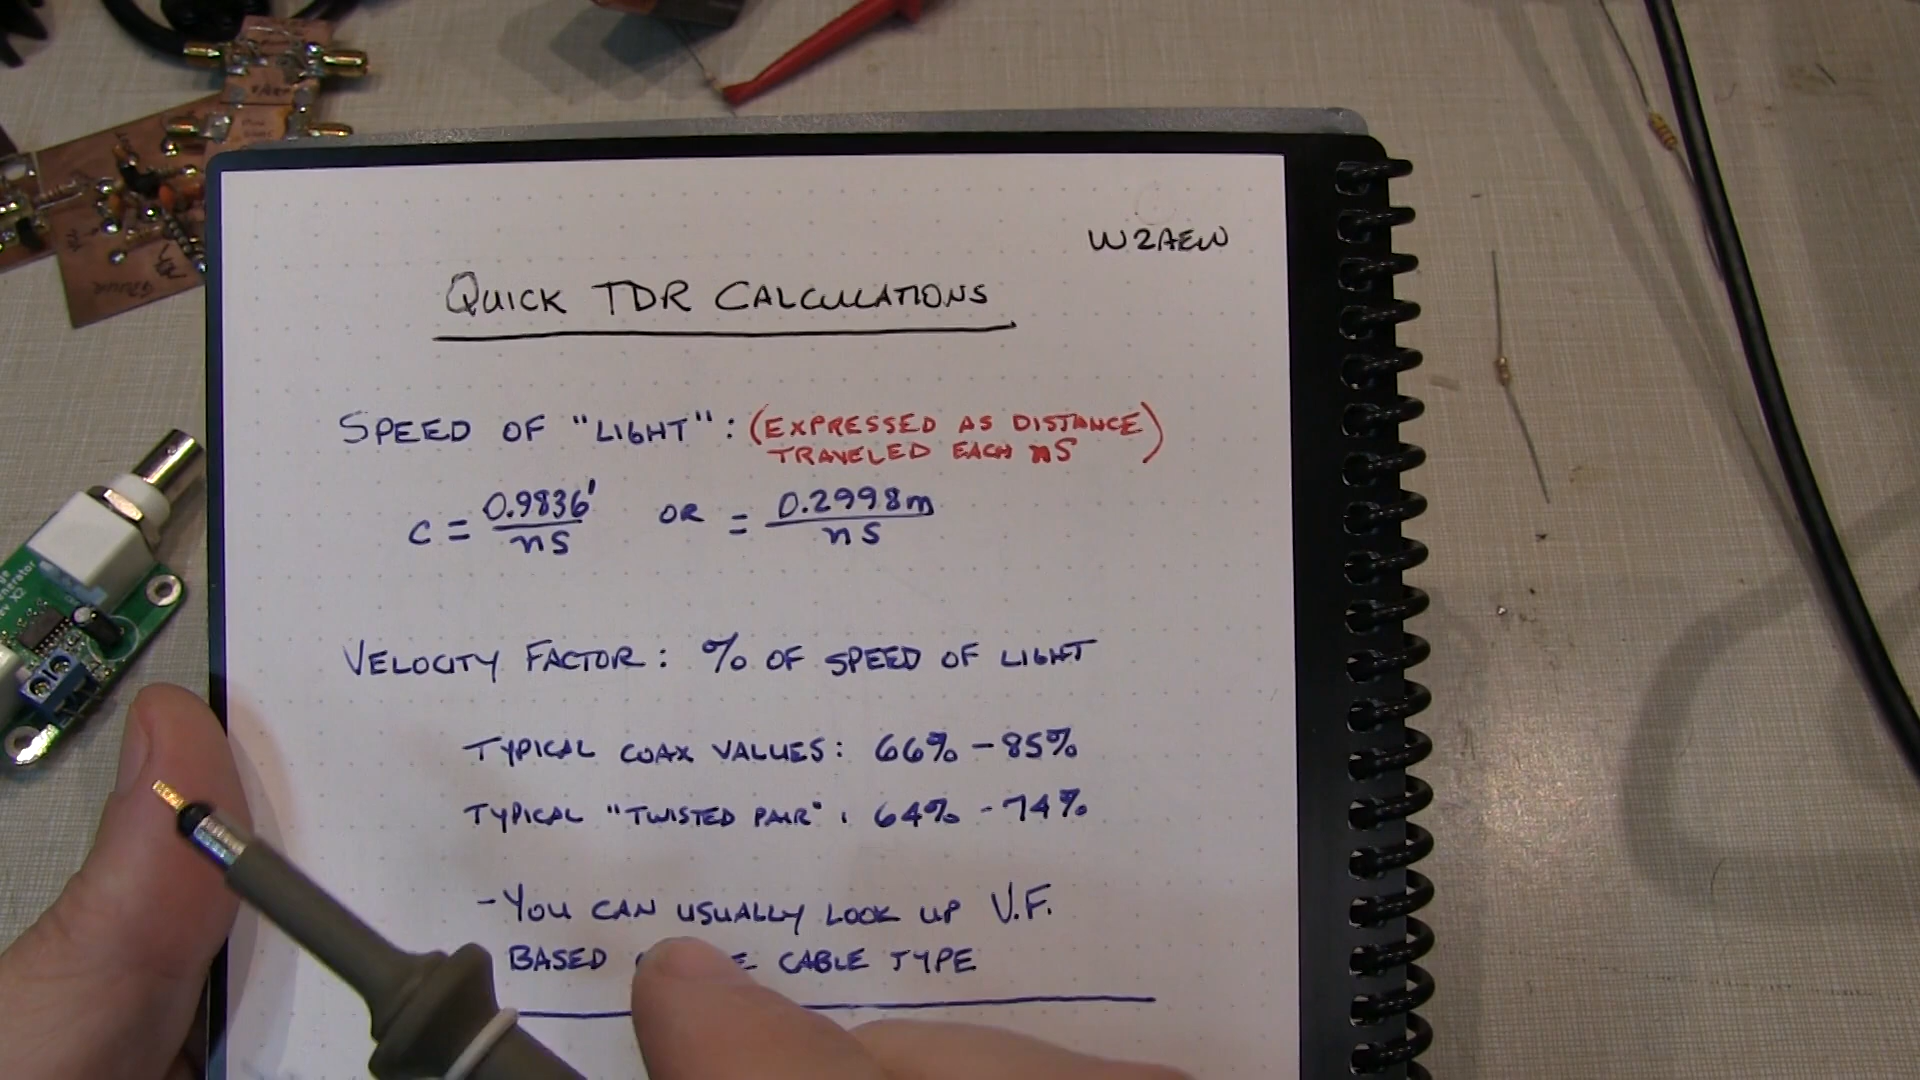 W2AEW
QUICK TDR CALCULATIONS
SPEED OF "LIGHT": (EXPRESSED AS DISTANCE
TRAVELED EACH nS)
c = 0.9836'/nS OR = 0.2998m/nS
VELOCITY FACTOR: % OF SPEED OF LIGHT
TYPICAL COAX VALUES: 66% - 85%
TYPICAL "TWISTED PAIR": 64% - 74%
- YOU CAN USUALLY LOOK UP V.F.
BASED CABLE TYPE